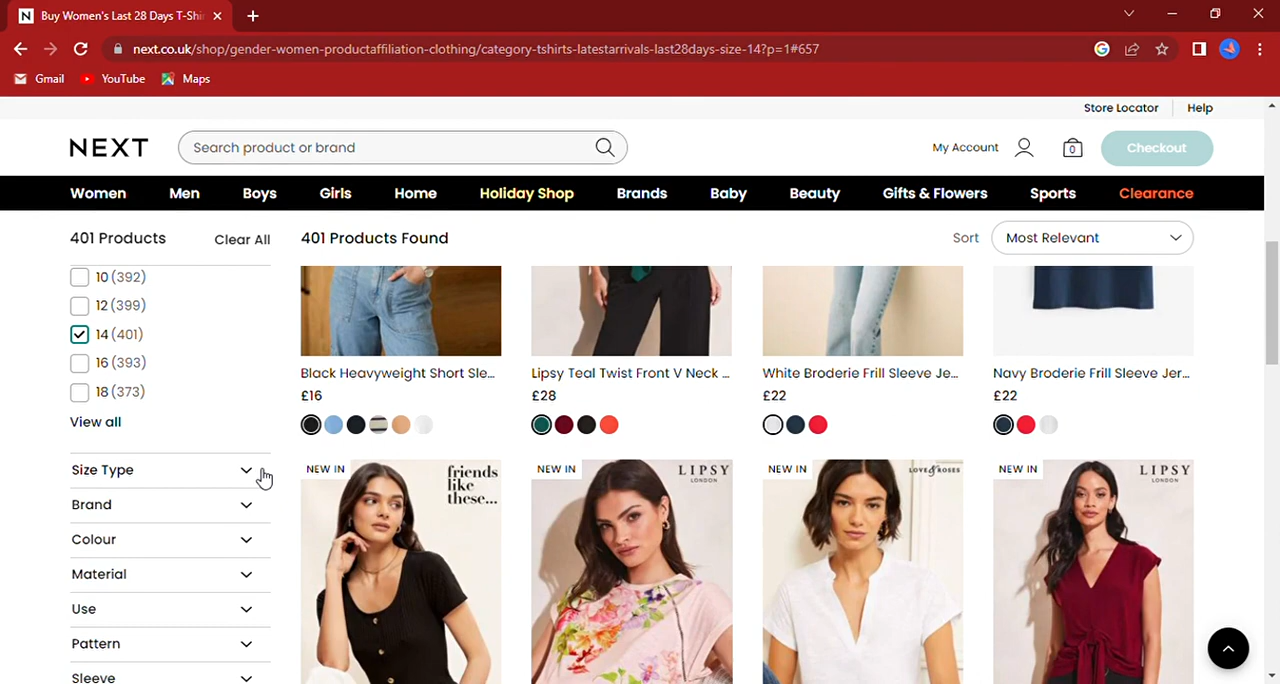 Buy Women's Last 28 Days T-Shi
next.co.uk/shop/gender-women-productaffiliation-clothing/category-tshirts-latestarrivals-last28days-size-14?p=1#657
Gmail YouTube Maps
Store Locator Help
NEXT Search product or brand My Account 0 Checkout
Women Men Boys Girls Home Holiday Shop Brands Baby Beauty Gifts & Flowers Sports Clearance
401 Products Clear All 401 Products Found Sort Most Relevant
10 (392)
12 (399)
14 (401)
16 (393)
18 (373)
View all
Size Type
Brand
Colour
Material
Use
Pattern
Sleeve
Black Heavyweight Short Sle...
£16
Lipsy Teal Twist Front V Neck ...
£28
White Broderie Frill Sleeve Je...
£22
Navy Broderie Frill Sleeve Jer...
£22
NEW IN
friends
like
these...
NEW IN
LIPSY
LONDON
NEW IN
LOVE & ROSES
NEW IN
LIPSY
LONDON